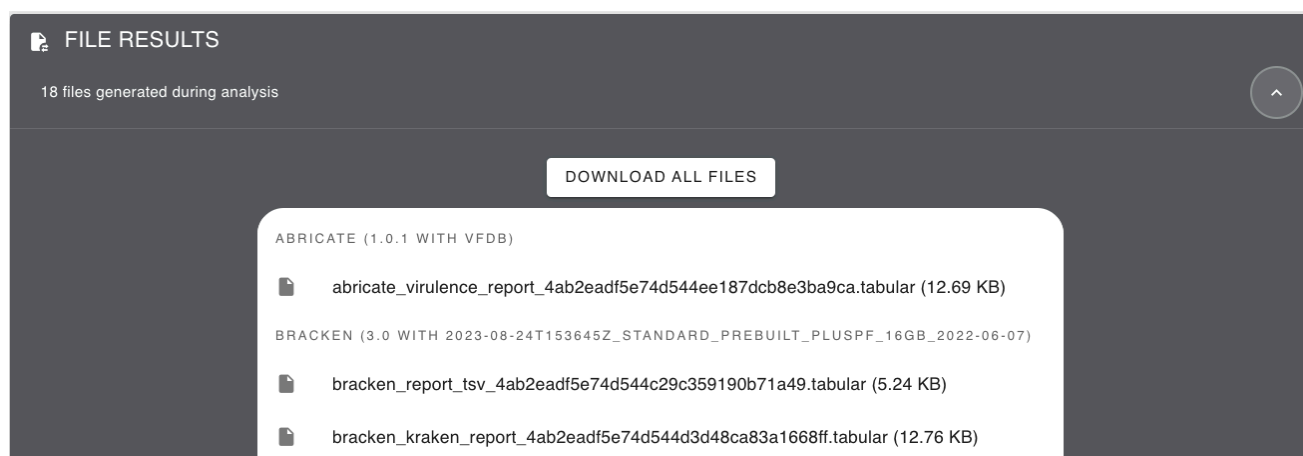 FILE RESULTS
18 files generated during analysis
DOWNLOAD ALL FILES
ABRICATE (1.0.1 WITH VFDB)
abricate_virulence_report_4ab2eadf5e74d544ee187dcb8e3ba9ca.tabular (12.69 KB)
BRACKEN (3.0 WITH 2023-08-24T153645Z_STANDARD_PREBUILT_PLUSPF_16GB_2022-06-07)
bracken_report_tsv_4ab2eadf5e74d544c29c359190b71a49.tabular (5.24 KB)
bracken_kraken_report_4ab2eadf5e74d544d3d48ca83a1668ff.tabular (12.76 KB)